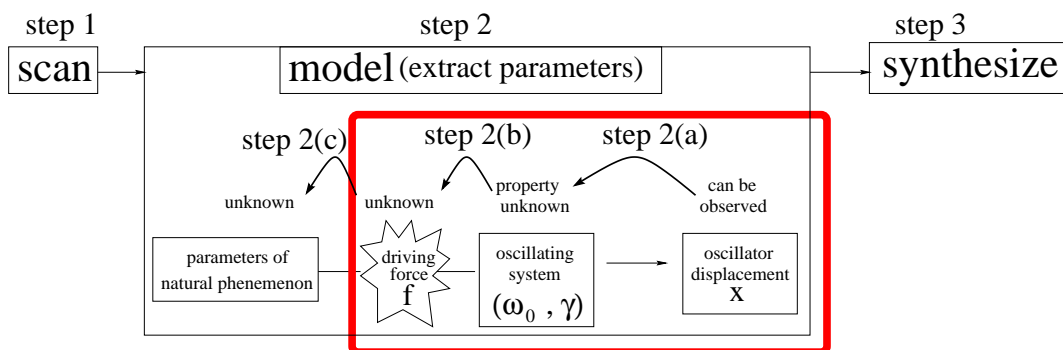 step 1
step 2
step 3
scan
model (extract parameters)
synthesize
step 2(c)
step 2(b)
step 2(a)
unknown
unknown
property
unknown
can be
observed
parameters of
natural phenemenon
driving
force
f
oscillating
system
(ω0 , γ)
oscillator
displacement
x